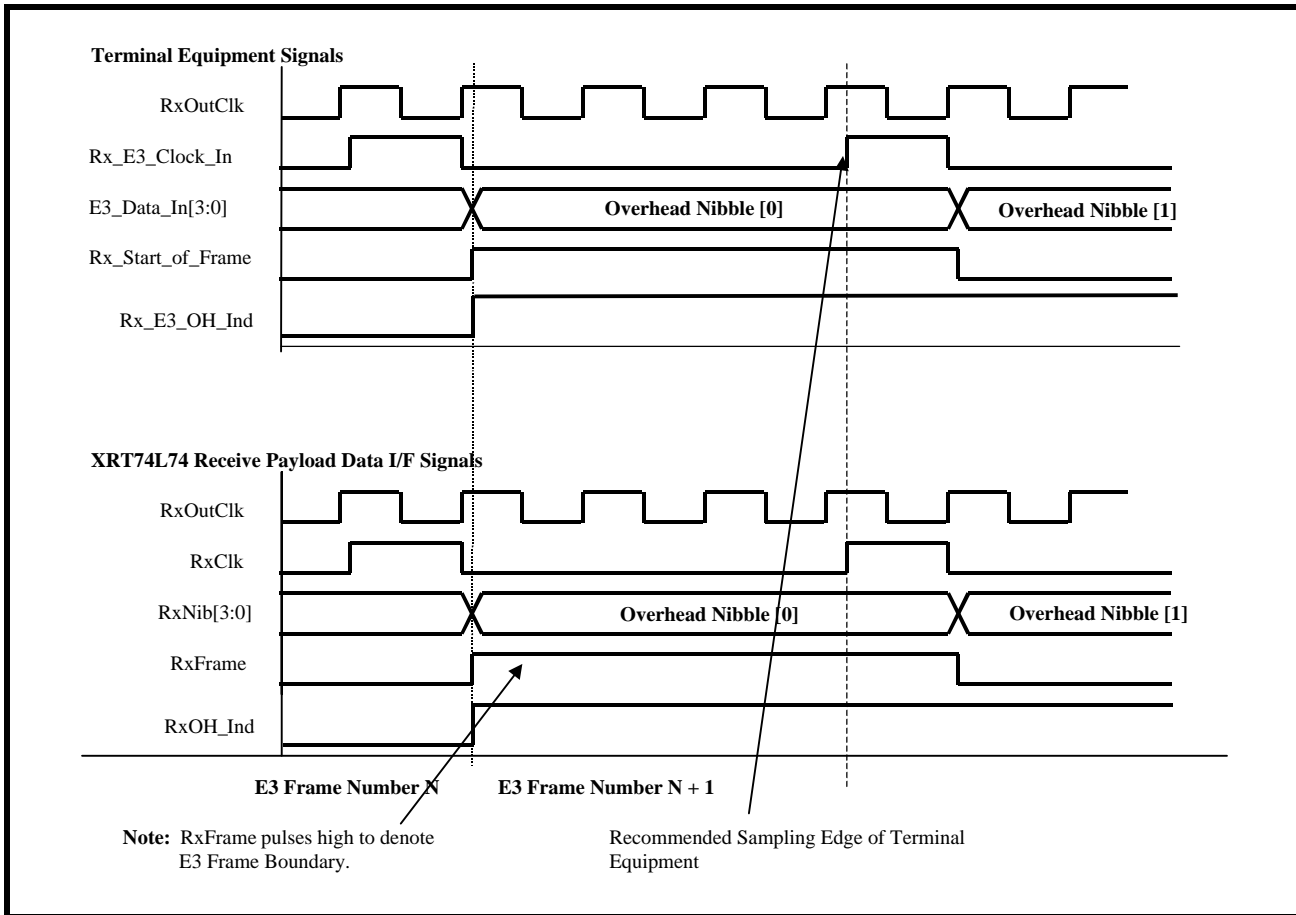 Terminal Equipment Signals
RxOutClk
Rx_E3_Clock_In
E3_Data_In[3:0]
Overhead Nibble [0]
Overhead Nibble [1]
Rx_Start_of_Frame
Rx_E3_OH_Ind
XRT74L74 Receive Payload Data I/F Signals
RxOutClk
RxClk
RxNib[3:0]
Overhead Nibble [0]
Overhead Nibble [1]
RxFrame
RxOH_Ind
E3 Frame Number N
E3 Frame Number N + 1
Note: RxFrame pulses high to denote
E3 Frame Boundary.
Recommended Sampling Edge of Terminal
Equipment